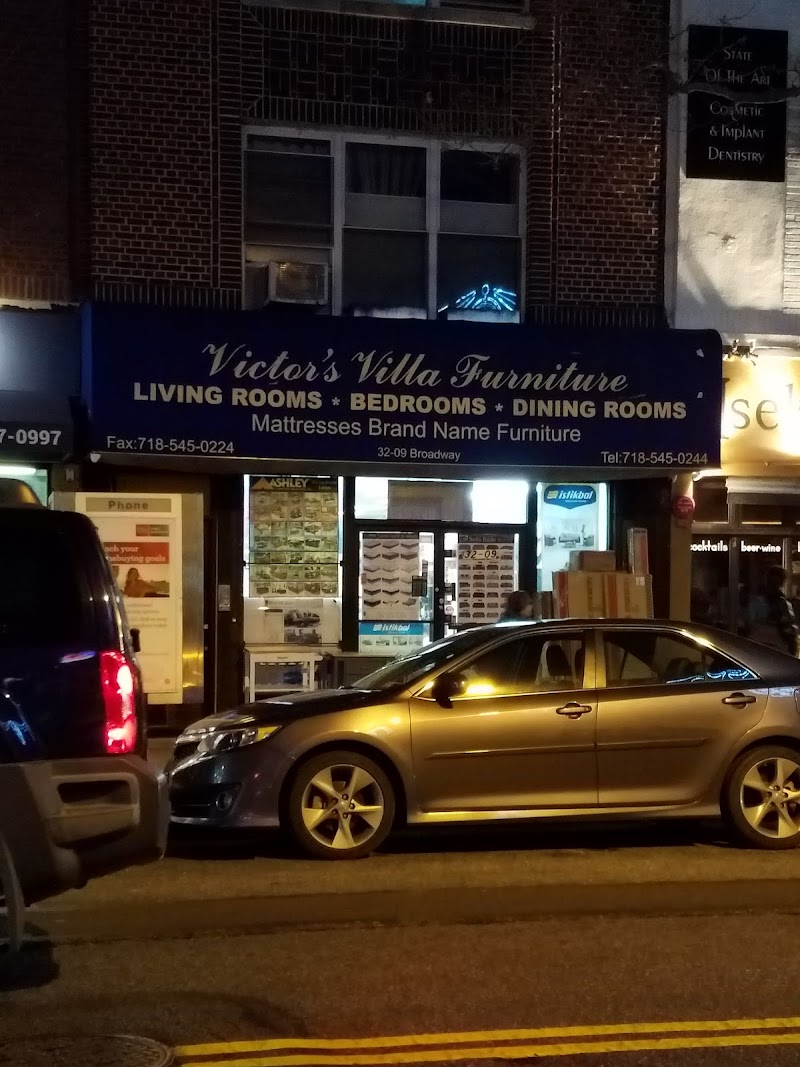 STATE
OF THE ART
COSMETIC
& IMPLANT
DENTISTRY
Victor's Villa Furniture
LIVING ROOMS * BEDROOMS * DINING ROOMS
Mattresses Brand Name Furniture
Fax:718-545-0224
32-09 Broadway
Tel:718-545-0244
7-0997
Phone
ASHLEY
istikbal
32-09
istikbal
cocktails
beer-wine